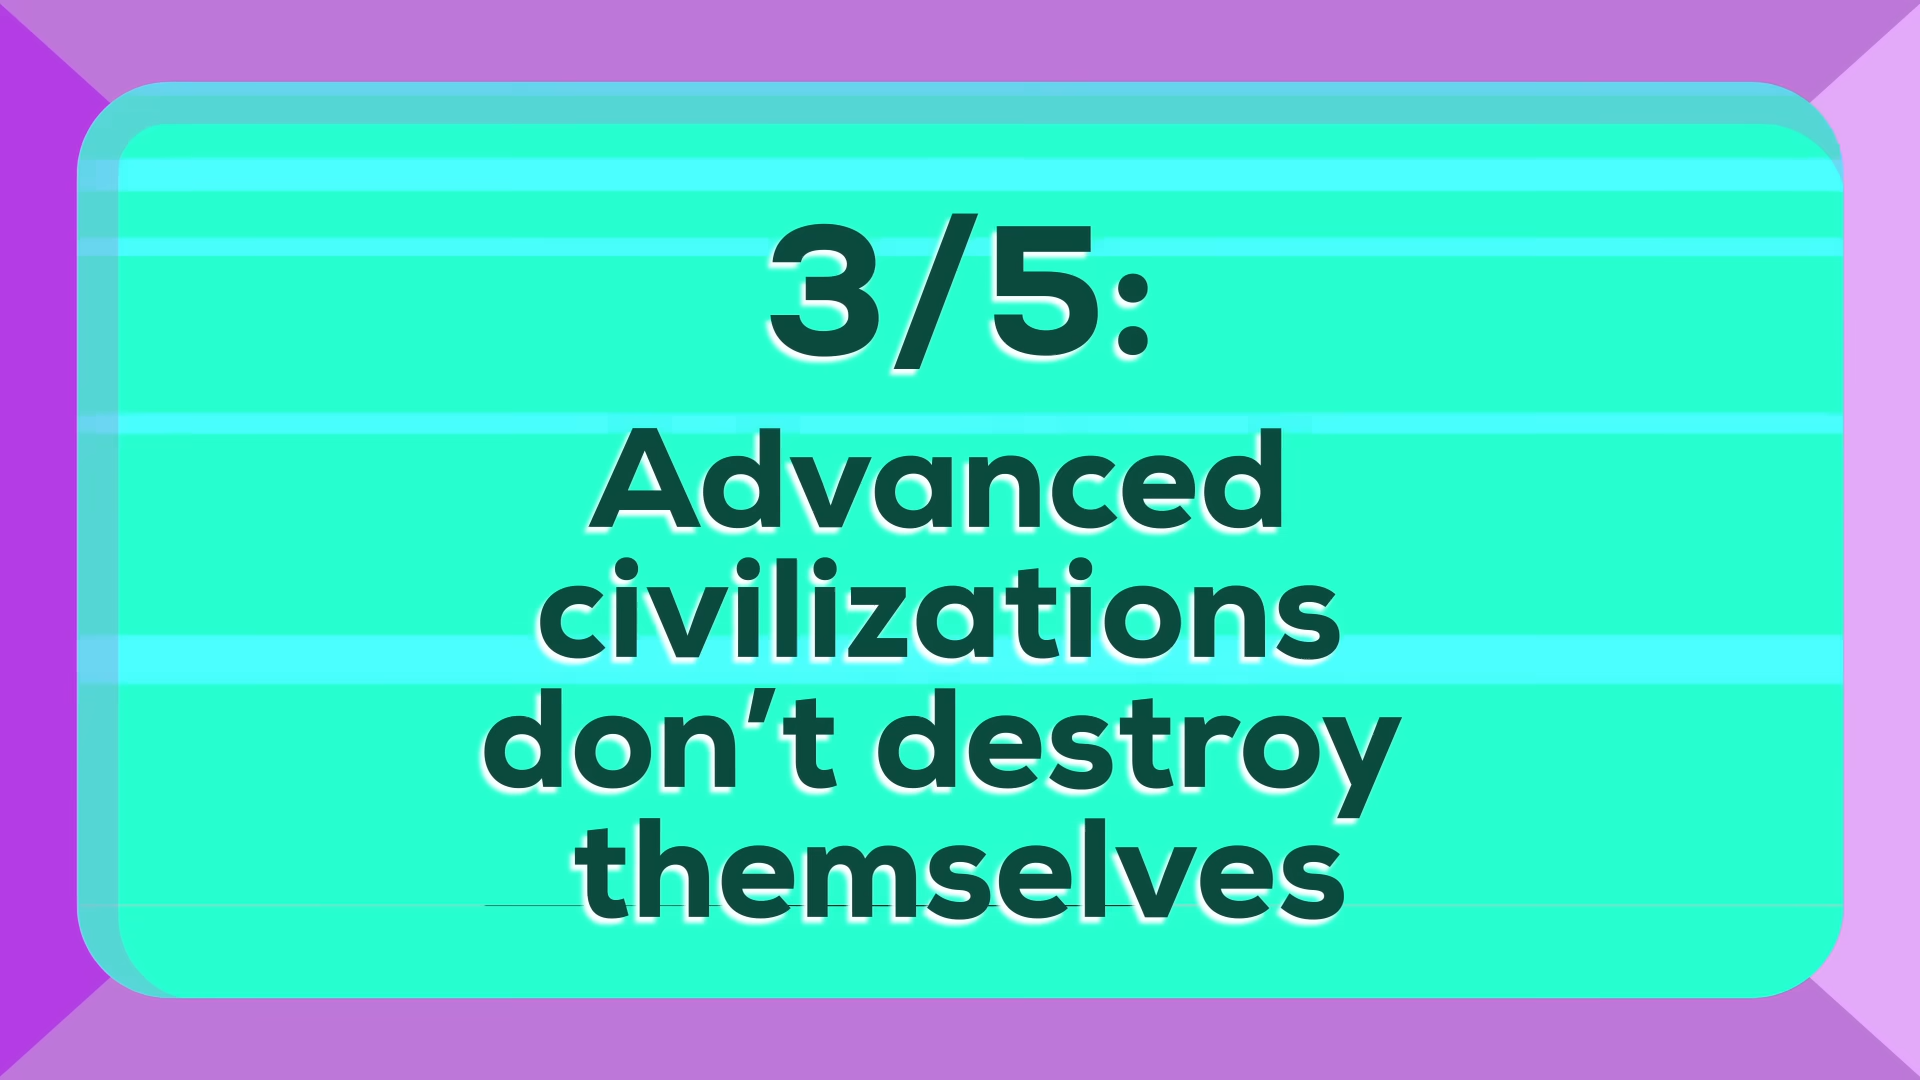 3/5:
Advanced
civilizations
don’t destroy
themselves